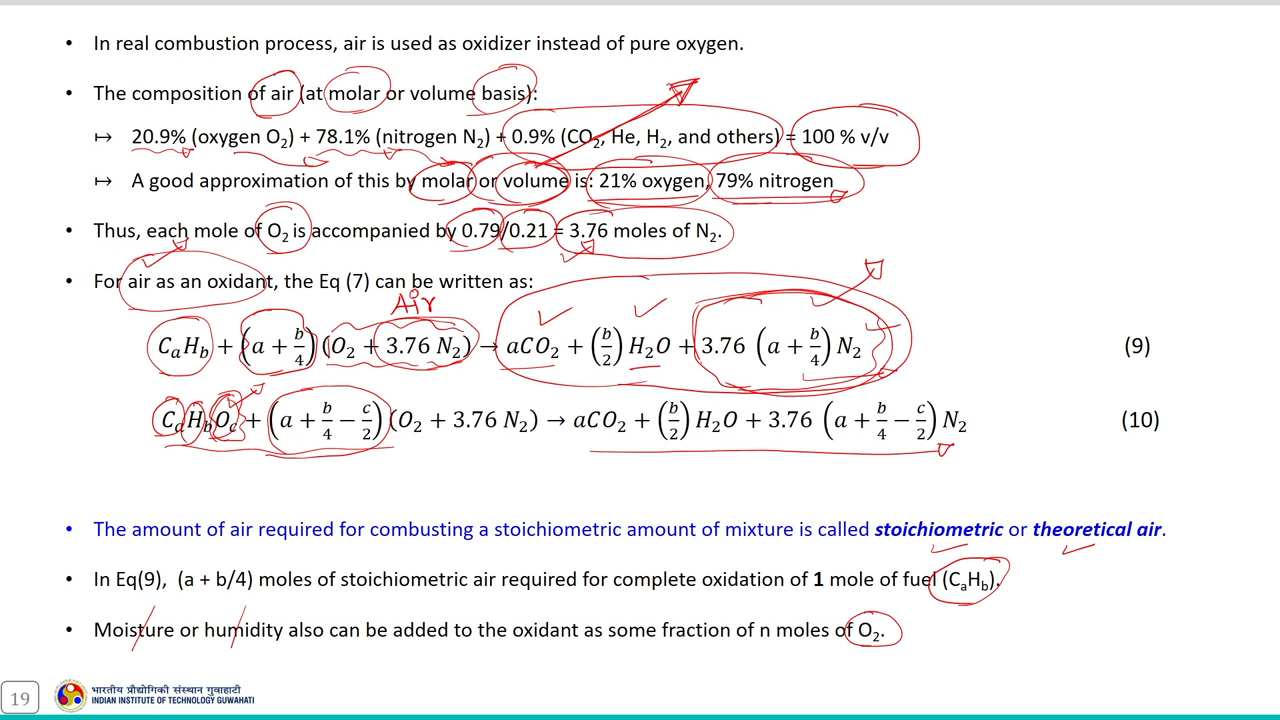 • In real combustion process, air is used as oxidizer instead of pure oxygen.
• The composition of air (at molar or volume basis):
↦ 20.9% (oxygen O₂) + 78.1% (nitrogen N₂) + 0.9% (CO₂, He, H₂, and others) = 100 % v/v
↦ A good approximation of this by molar or volume is: 21% oxygen, 79% nitrogen
• Thus, each mole of O₂ is accompanied by 0.79/0.21 = 3.76 moles of N₂.
• For air as an oxidant, the Eq (7) can be written as:
Air
CₐH_b + (a + b/4) (O₂ + 3.76 N₂) → aCO₂ + (b/2) H₂O + 3.76 (a + b/4) N₂ (9)
CₐH_bO_c + (a + b/4 − c/2) (O₂ + 3.76 N₂) → aCO₂ + (b/2) H₂O + 3.76 (a + b/4 − c/2) N₂ (10)
• The amount of air required for combusting a stoichiometric amount of mixture is called stoichiometric or theoretical air.
• In Eq(9), (a + b/4) moles of stoichiometric air required for complete oxidation of 1 mole of fuel (CₐH_b).
• Moisture or humidity also can be added to the oxidant as some fraction of n moles of O₂.
19
भारतीय प्रौद्योगिकी संस्थान गुवाहाटी
INDIAN INSTITUTE OF TECHNOLOGY GUWAHATI